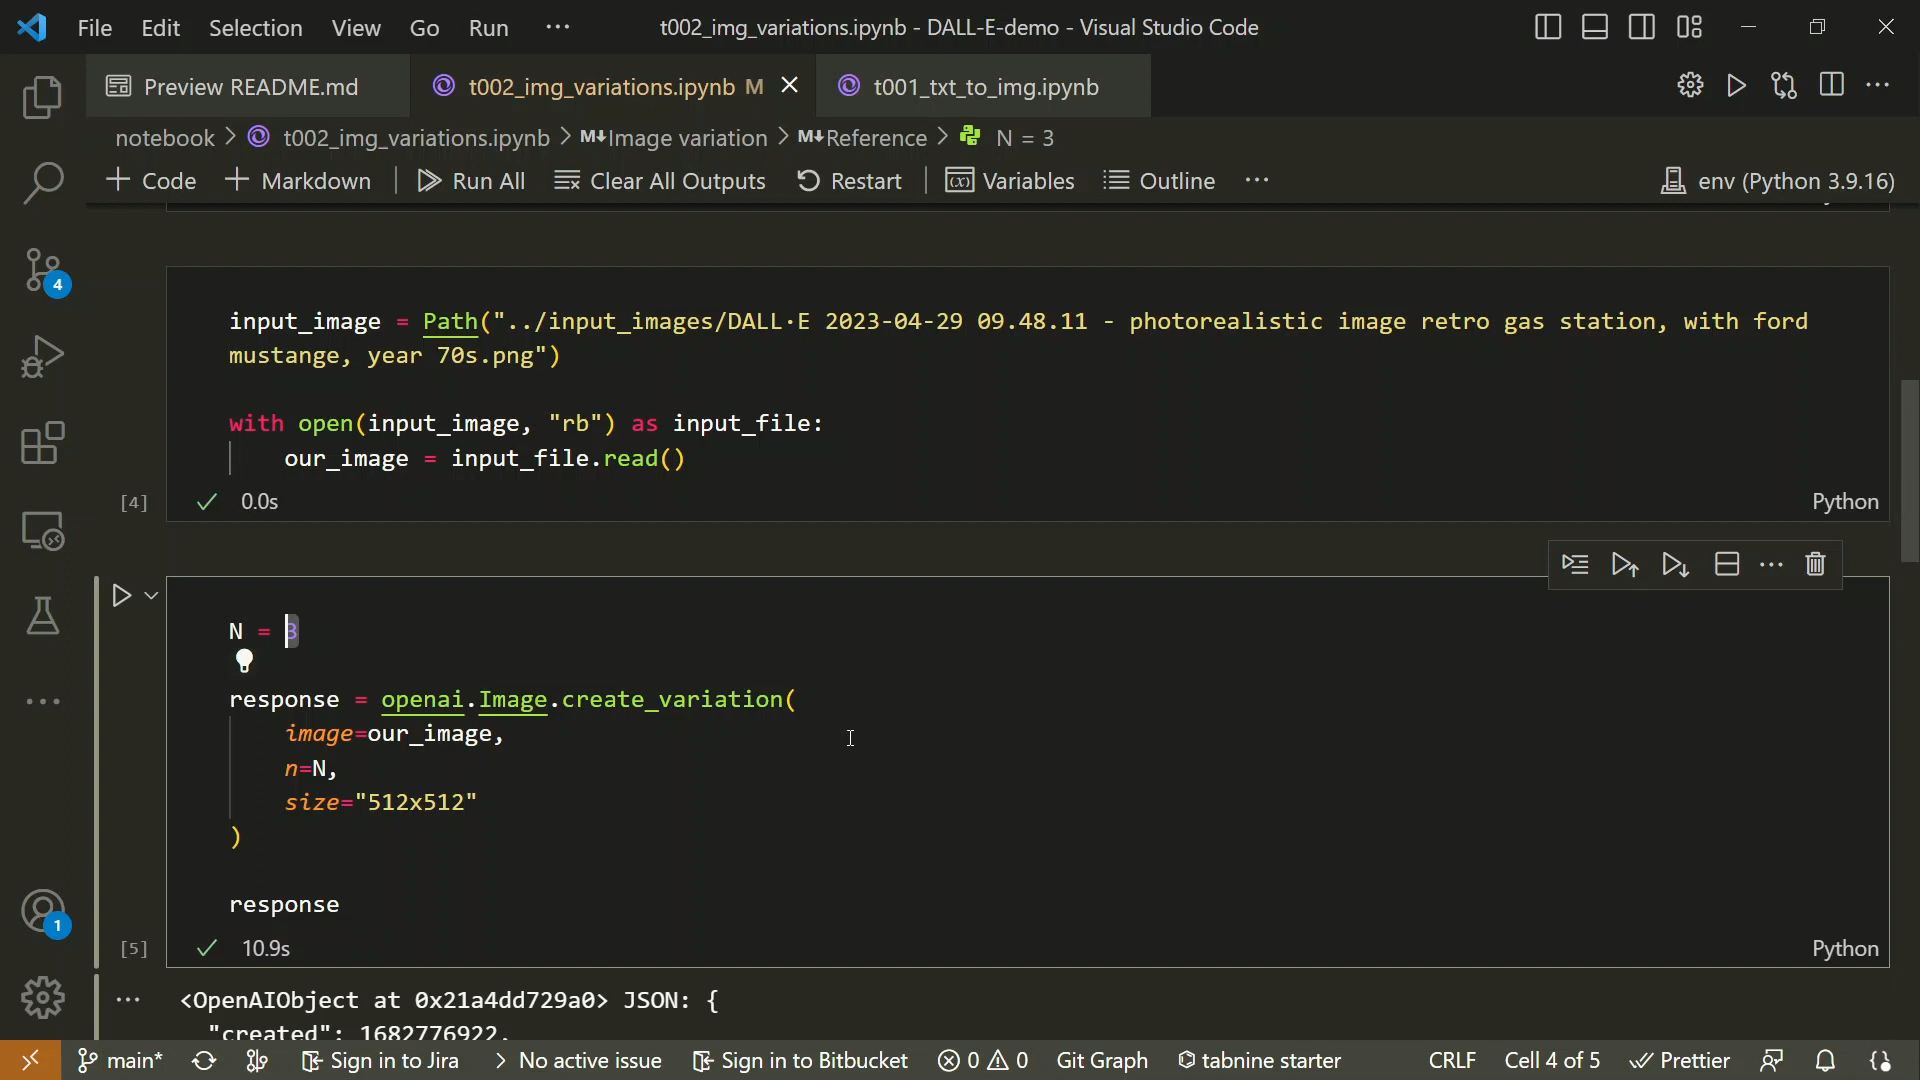 File Edit Selection View Go Run ··· t002_img_variations.ipynb - DALL-E-demo - Visual Studio Code
Preview README.md t002_img_variations.ipynb M t001_txt_to_img.ipynb
notebook > t002_img_variations.ipynb > M↓Image variation > M↓Reference > N = 3
+ Code + Markdown | Run All Clear All Outputs Restart | Variables Outline ··· env (Python 3.9.16)
input_image = Path("../input_images/DALL·E 2023-04-29 09.48.11 - photorealistic image retro gas station, with ford
mustange, year 70s.png")
with open(input_image, "rb") as input_file:
our_image = input_file.read()
[4] 0.0s Python
N = 3
response = openai.Image.create_variation(
image=our_image,
n=N,
size="512x512"
)
response
[5] 10.9s Python
<OpenAIObject at 0x21a4dd729a0> JSON: {
"created": 1682776922,
main* Sign in to Jira > No active issue Sign in to Bitbucket 0 0 Git Graph tabnine starter CRLF Cell 4 of 5 Prettier
4
1